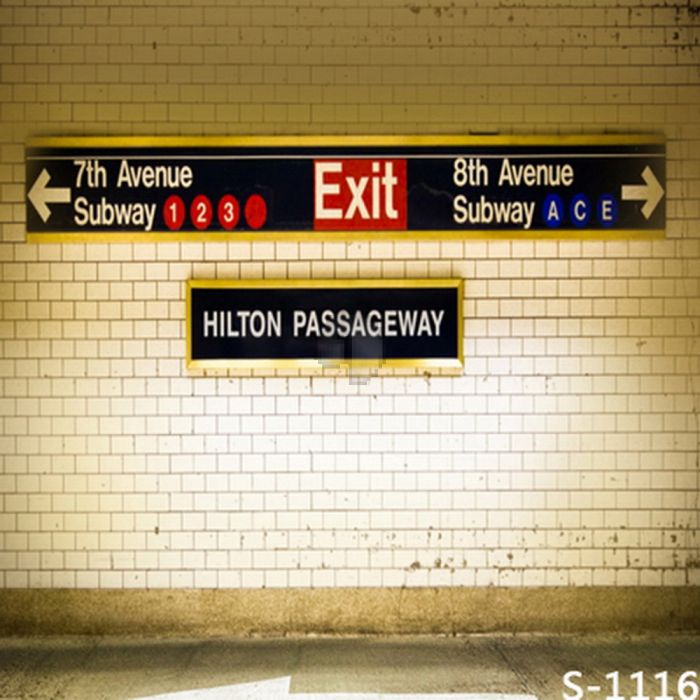 7th Avenue
Subway 1 2 3
Exit
8th Avenue
Subway A C E
HILTON PASSAGEWAY
S-1116